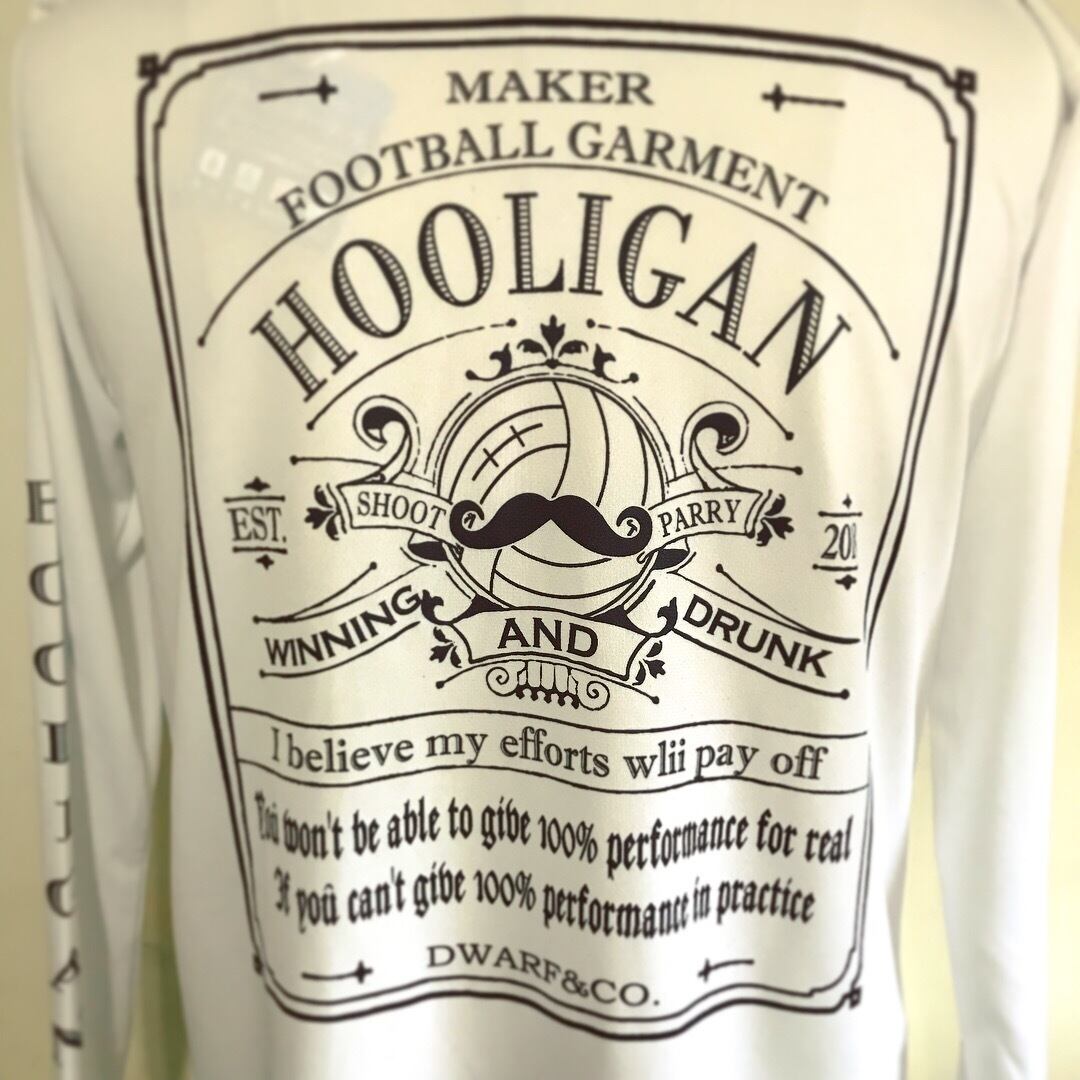 MAKER
FOOTBALL GARMENT
HOOLIGAN
SHOOT
PARRY
EST.
WINNING
AND
DRUNK
I believe my efforts wlii pay off
You won't be able to give 100% performance for real
If you can't give 100% performance in practice
DWARF&CO.